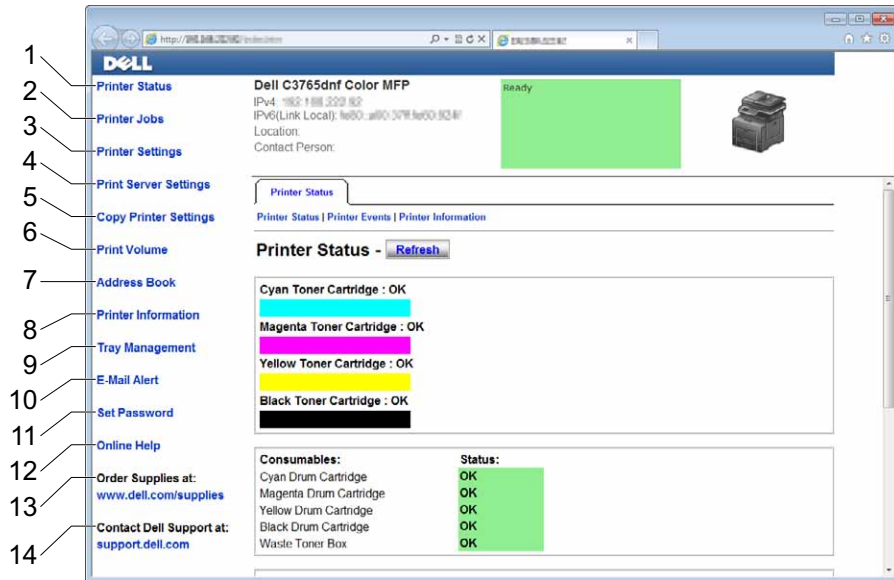 http://
DELL
1
2
3
4
5
6
7
8
9
10
11
12
13
14
Printer Status
Printer Jobs
Printer Settings
Print Server Settings
Copy Printer Settings
Print Volume
Address Book
Printer Information
Tray Management
E-Mail Alert
Set Password
Online Help
Order Supplies at:
www.dell.com/supplies
Contact Dell Support at:
support.dell.com
Dell C3765dnf Color MFP
IPv4:
IPv6(Link Local):
Location:
Contact Person:
Ready
Printer Status
Printer Status | Printer Events | Printer Information
Printer Status - Refresh
Cyan Toner Cartridge : OK
Magenta Toner Cartridge : OK
Yellow Toner Cartridge : OK
Black Toner Cartridge : OK
Consumables: Status:
Cyan Drum Cartridge OK
Magenta Drum Cartridge OK
Yellow Drum Cartridge OK
Black Drum Cartridge OK
Waste Toner Box OK